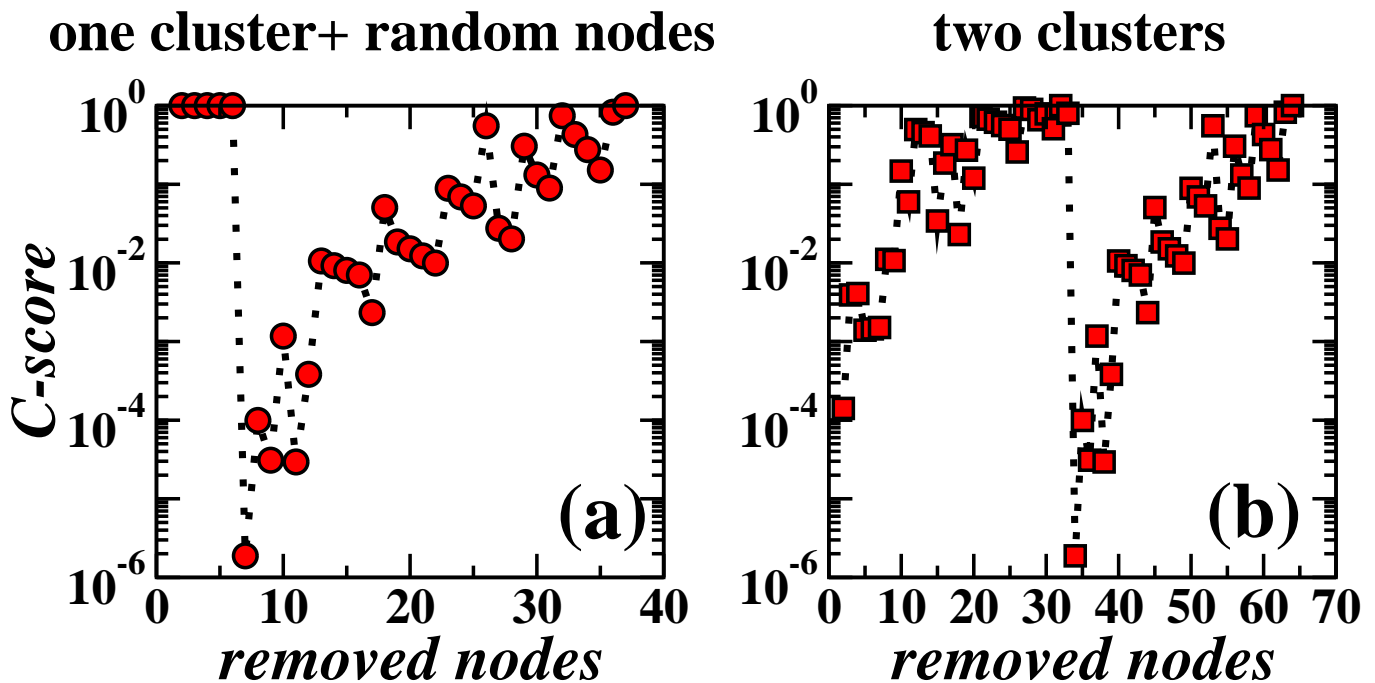 one cluster+ random nodes
two clusters
C-score
10^0
10^-2
10^-4
10^-6
0 10 20 30 40
removed nodes
(a)
10^0
10^-2
10^-4
10^-6
0 10 20 30 40 50 60 70
removed nodes
(b)